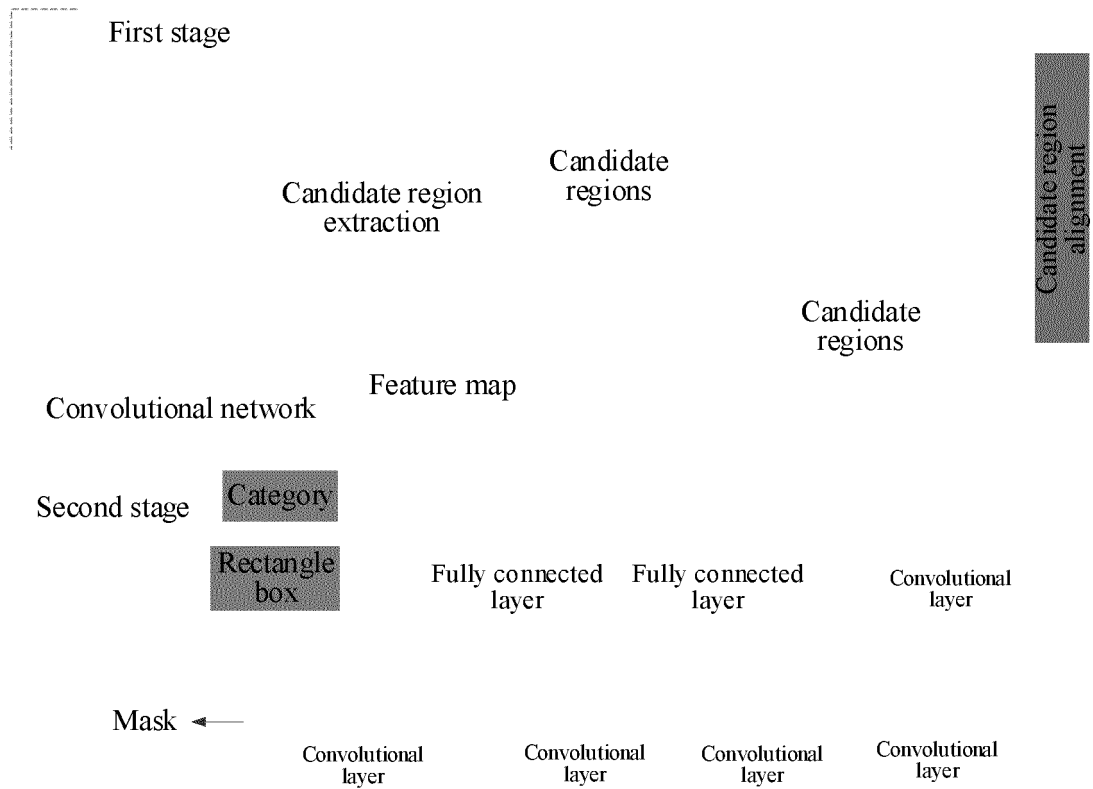 First stage
Candidate
regions
Candidate region
extraction
Candidate region
alignment
Candidate
regions
Feature map
Convolutional network
Second stage
Category
Rectangle
box
Fully connected
layer
Fully connected
layer
Convolutional
layer
Mask
Convolutional
layer
Convolutional
layer
Convolutional
layer
Convolutional
layer